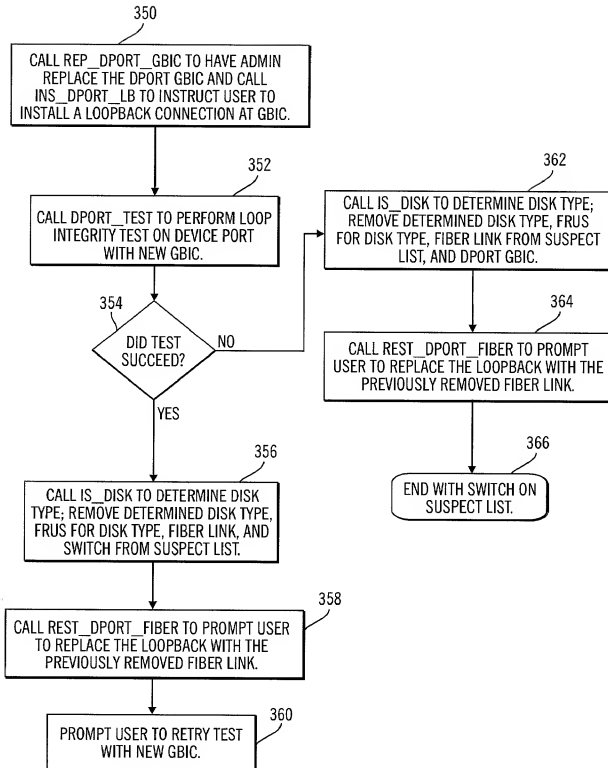 350
CALL REP_DPORT_GBIC TO HAVE ADMIN
REPLACE THE DPORT GBIC AND CALL
INS_DPORT_LB TO INSTRUCT USER TO
INSTALL A LOOPBACK CONNECTION AT GBIC.
352
CALL DPORT_TEST TO PERFORM LOOP
INTEGRITY TEST ON DEVICE PORT
WITH NEW GBIC.
354
DID TEST
SUCCEED?
NO
YES
356
CALL IS_DISK TO DETERMINE DISK
TYPE; REMOVE DETERMINED DISK TYPE,
FRUS FOR DISK TYPE, FIBER LINK, AND
SWITCH FROM SUSPECT LIST.
358
CALL REST_DPORT_FIBER TO PROMPT USER
TO REPLACE THE LOOPBACK WITH THE
PREVIOUSLY REMOVED FIBER LINK.
360
PROMPT USER TO RETRY TEST
WITH NEW GBIC.
362
CALL IS_DISK TO DETERMINE DISK TYPE;
REMOVE DETERMINED DISK TYPE, FRUS
FOR DISK TYPE, FIBER LINK FROM SUSPECT
LIST, AND DPORT GBIC.
364
CALL REST_DPORT_FIBER TO PROMPT
USER TO REPLACE THE LOOPBACK WITH THE
PREVIOUSLY REMOVED FIBER LINK.
366
END WITH SWITCH ON
SUSPECT LIST.